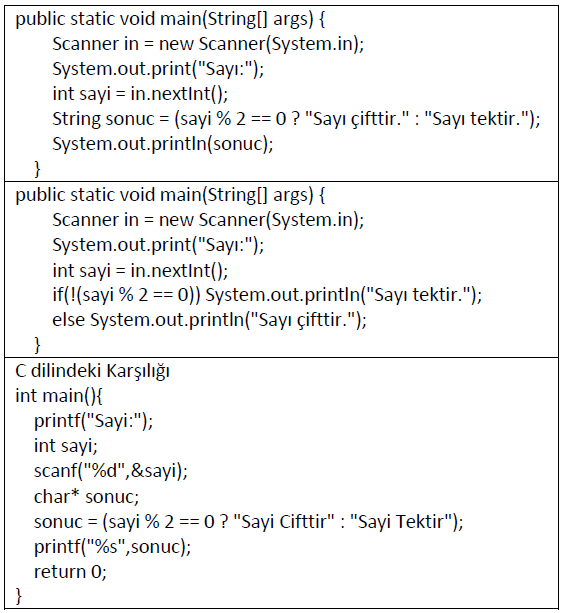 public static void main(String[] args) {
Scanner in = new Scanner(System.in);
System.out.print("Sayı:");
int sayi = in.nextInt();
String sonuc = (sayi % 2 == 0 ? "Sayı çifttir." : "Sayı tektir.");
System.out.println(sonuc);
}
public static void main(String[] args) {
Scanner in = new Scanner(System.in);
System.out.print("Sayı:");
int sayi = in.nextInt();
if(!(sayi % 2 == 0)) System.out.println("Sayı tektir.");
else System.out.println("Sayı çifttir.");
}
C dilindeki Karşılığı
int main(){
printf("Sayi:");
int sayi;
scanf("%d",&sayi);
char* sonuc;
sonuc = (sayi % 2 == 0 ? "Sayi Cifttir" : "Sayi Tektir");
printf("%s",sonuc);
return 0;
}